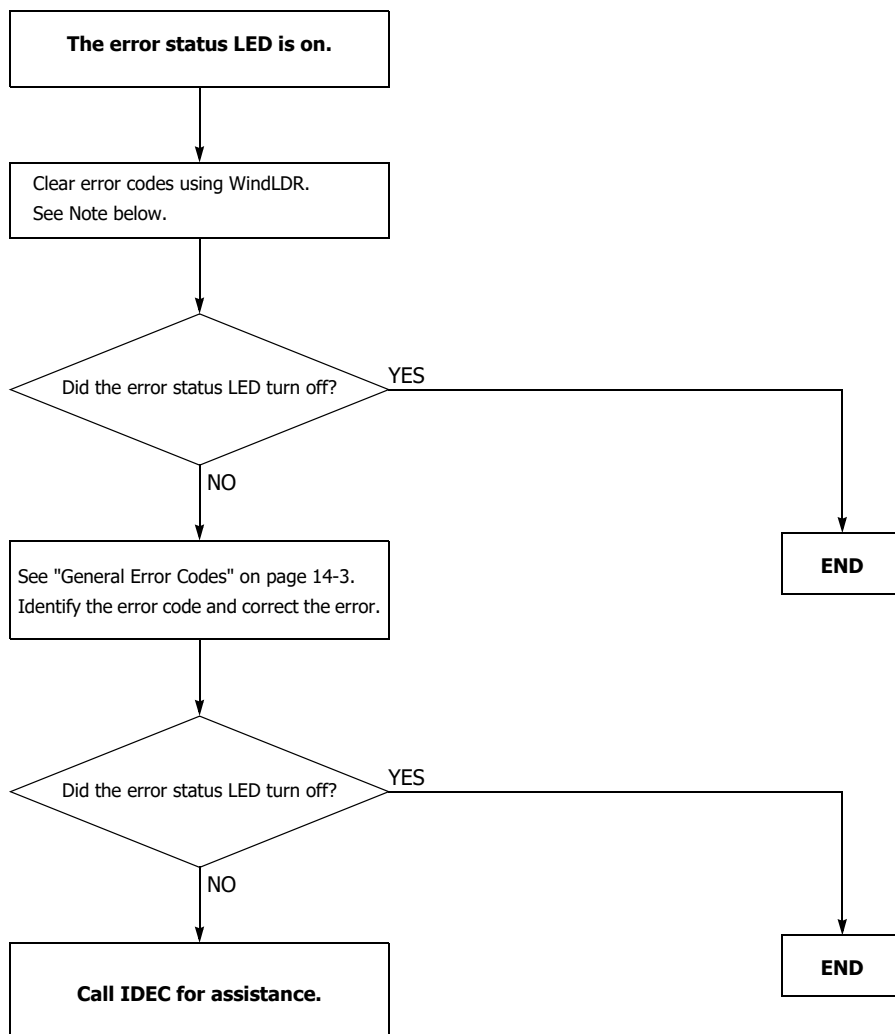 The error status LED is on.
Clear error codes using WindLDR.
See Note below.
Did the error status LED turn off?
YES
NO
END
See "General Error Codes" on page 14-3.
Identify the error code and correct the error.
Did the error status LED turn off?
YES
NO
END
Call IDEC for assistance.